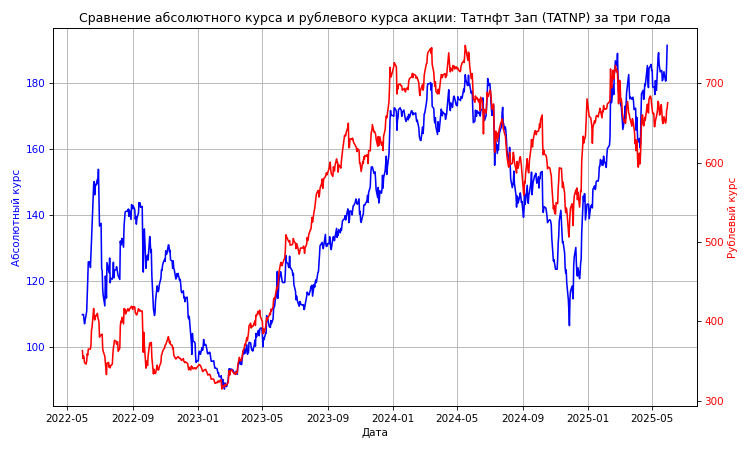 Сравнение абсолютного курса и рублевого курса акции: Татнфт 3ап (TATNP) за три года
Абсолютный курс
180
160
140
120
100
700
600
500
400
300
Рублевый курс
2022-05 2022-09 2023-01 2023-05 2023-09 2024-01 2024-05 2024-09 2025-01 2025-05
Дата